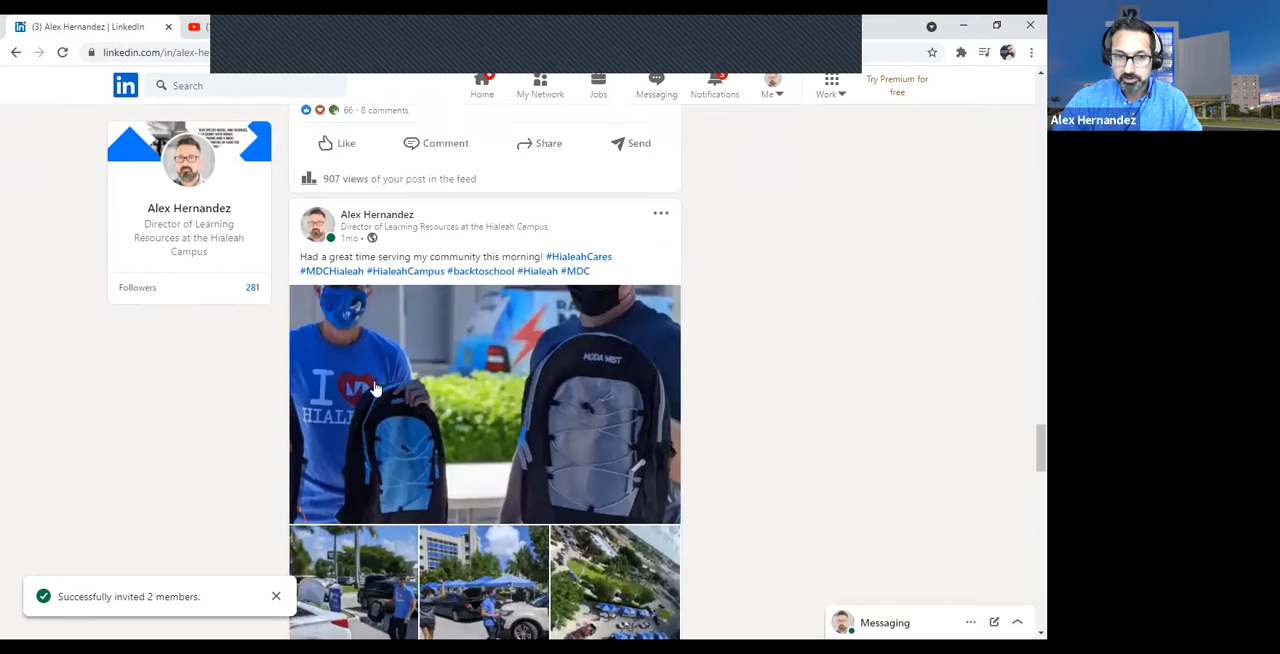 (3) Alex Hernandez | LinkedIn
linkedin.com/in/alex-he
Search
Home
My Network
Jobs
Messaging
Notifications
Me
Work
Try Premium for
free
66 · 8 comments
Like
Comment
Share
Send
907 views of your post in the feed
Alex Hernandez
Director of Learning
Resources at the Hialeah
Campus
Followers 281
Alex Hernandez
Director of Learning Resources at the Hialeah Campus
1mo •
Had a great time serving my community this morning! #HialeahCares
#MDCHialeah #HialeahCampus #backtoschool #Hialeah #MDC
I
HIALE
MODA WEST
Successfully invited 2 members.
Messaging
Alex Hernandez